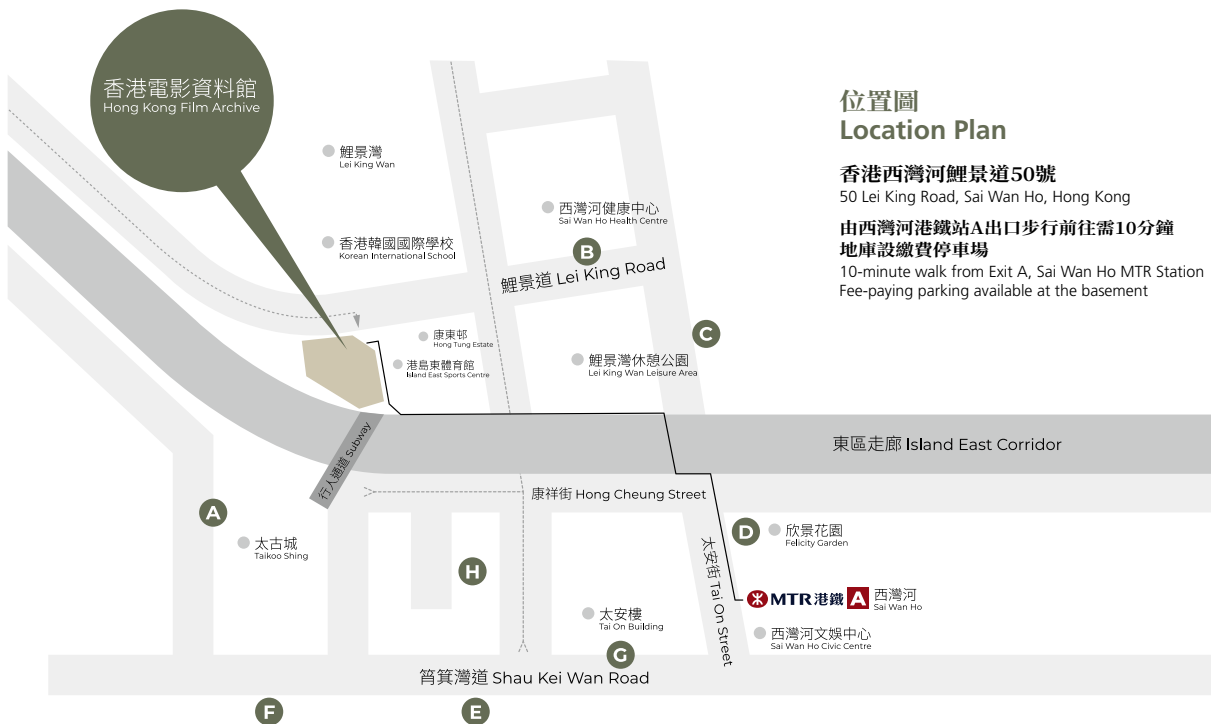 香港電影資料館
Hong Kong Film Archive
位置圖
Location Plan
香港西灣河鯉景道50號
50 Lei King Road, Sai Wan Ho, Hong Kong
由西灣河港鐵站A出口步行前往需10分鐘
地庫設繳費停車場
10-minute walk from Exit A, Sai Wan Ho MTR Station
Fee-paying parking available at the basement
鯉景灣
Lei King Wan
西灣河健康中心
Sai Wan Ho Health Centre
香港韓國國際學校
Korean International School
B
鯉景道 Lei King Road
康東邨
Hong Tung Estate
C
港島東體育館
Island East Sports Centre
鯉景灣休憩公園
Lei King Wan Leisure Area
東區走廊 Island East Corridor
行人通道 Subway
康祥街 Hong Cheung Street
A
太古城
Taikoo Shing
D
欣景花園
Felicity Garden
H
太安街 Tai On Street
MTR 港鐵 A 西灣河
Sai Wan Ho
太安樓
Tai On Building
西灣河文娛中心
Sai Wan Ho Civic Centre
G
筲箕灣道 Shau Kei Wan Road
F
E